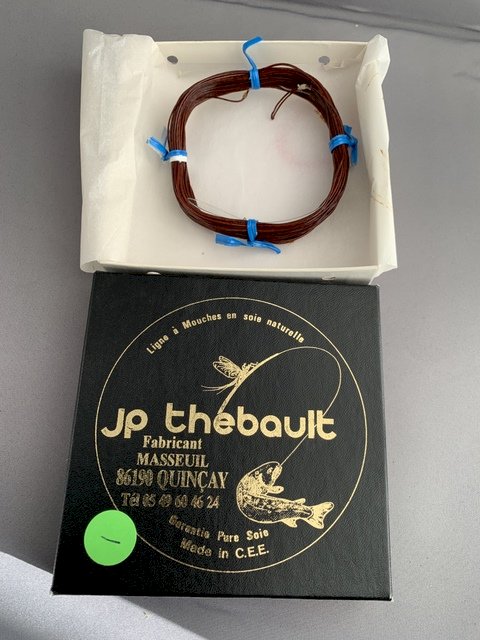 Ligne à Mouches en soie naturelle
JP thebault
Fabricant
MASSEUIL
86190 QUINÇAY
Tél 05 49 60 46 24
Garantie Pure Soie
Made in C.E.E.